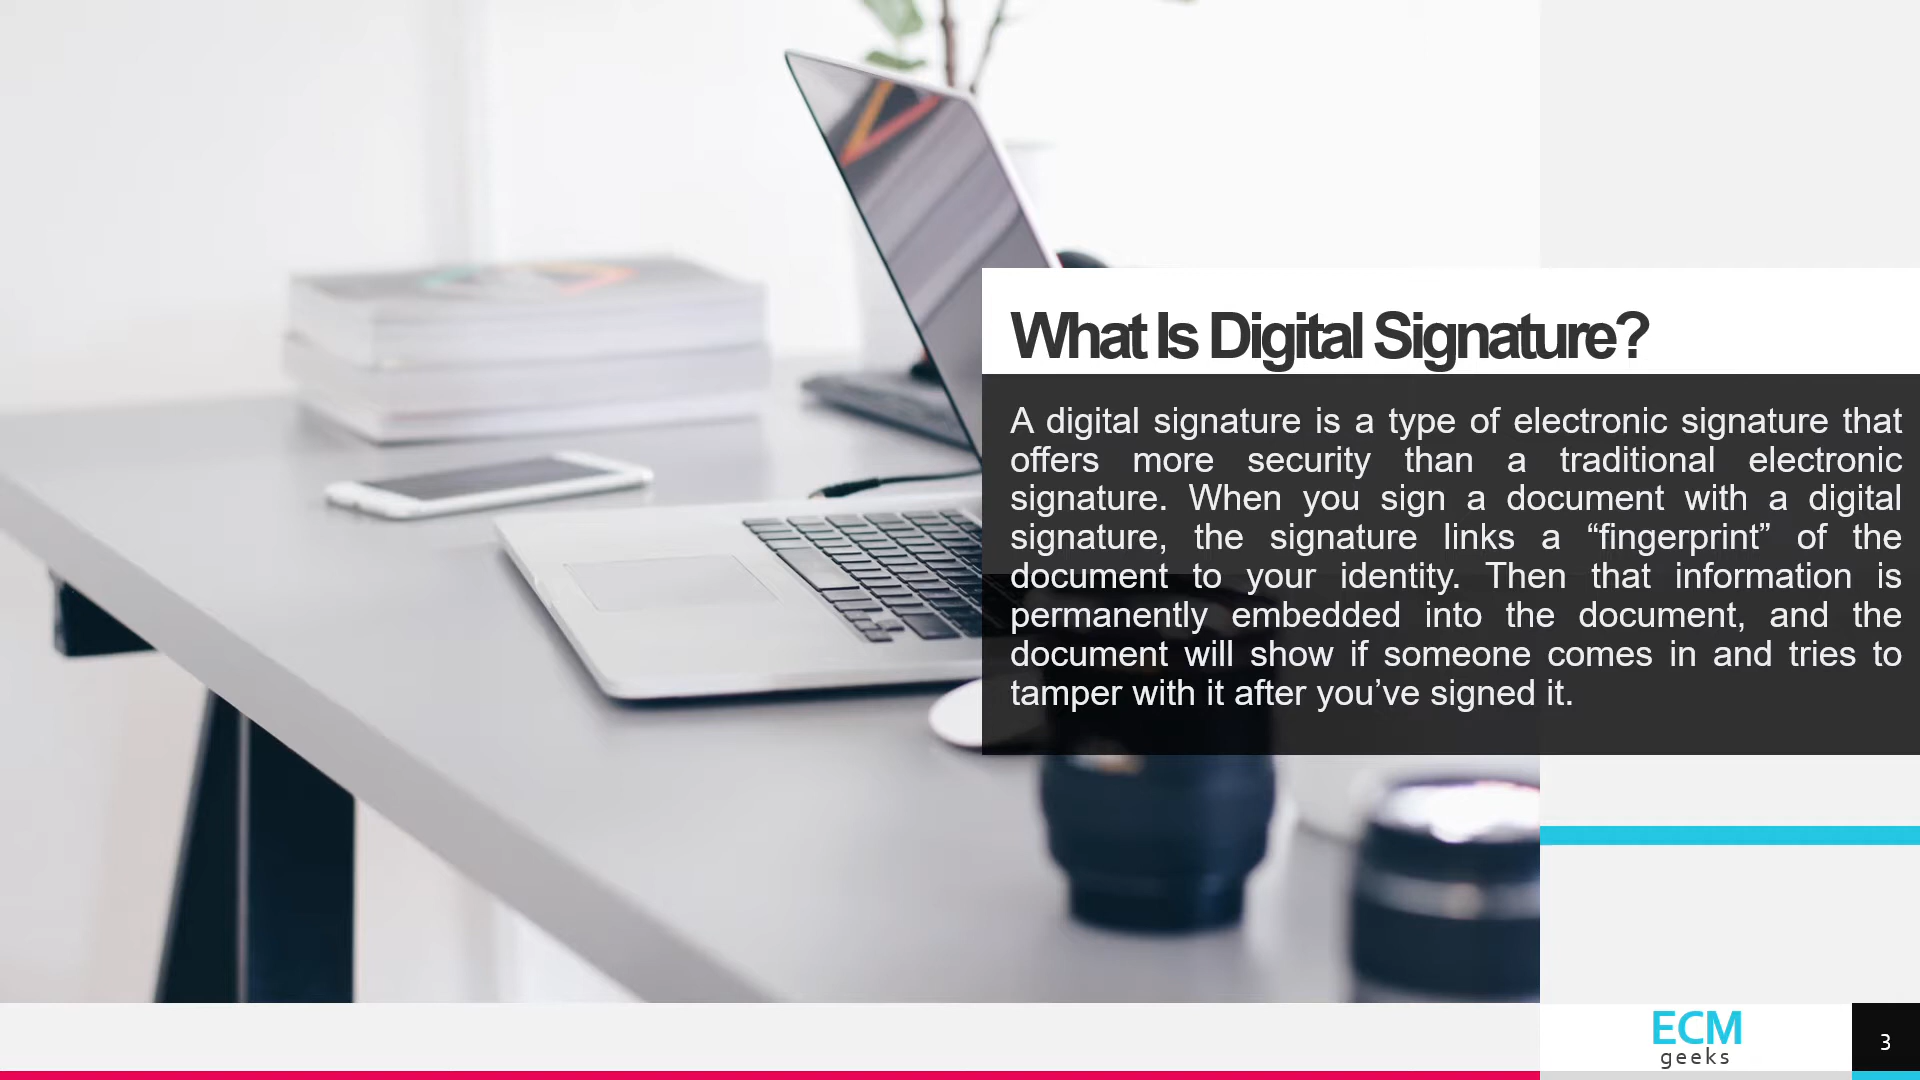 What Is Digital Signature?
A digital signature is a type of electronic signature that
offers more security than a traditional electronic
signature. When you sign a document with a digital
signature, the signature links a “fingerprint” of the
document to your identity. Then that information is
permanently embedded into the document, and the
document will show if someone comes in and tries to
tamper with it after you’ve signed it.
ECM
geeks
3